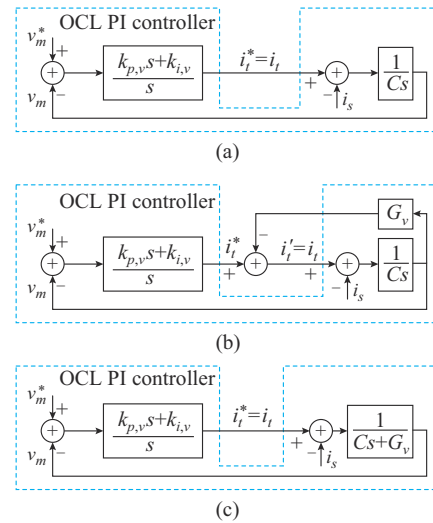 OCL PI controller
v_m^* + k_{p,v}s+k_{i,v} / s i_t^*=i_t + 1 / Cs
v_m − − i_s
(a)
OCL PI controller G_v
v_m^* + − 
v_m − + k_{p,v}s+k_{i,v} / s i_t^* + + i_t'=i_t + + 1 / Cs
− i_s
(b)
OCL PI controller
v_m^* + k_{p,v}s+k_{i,v} / s i_t^*=i_t + 1 / Cs+G_v
v_m − − i_s
(c)